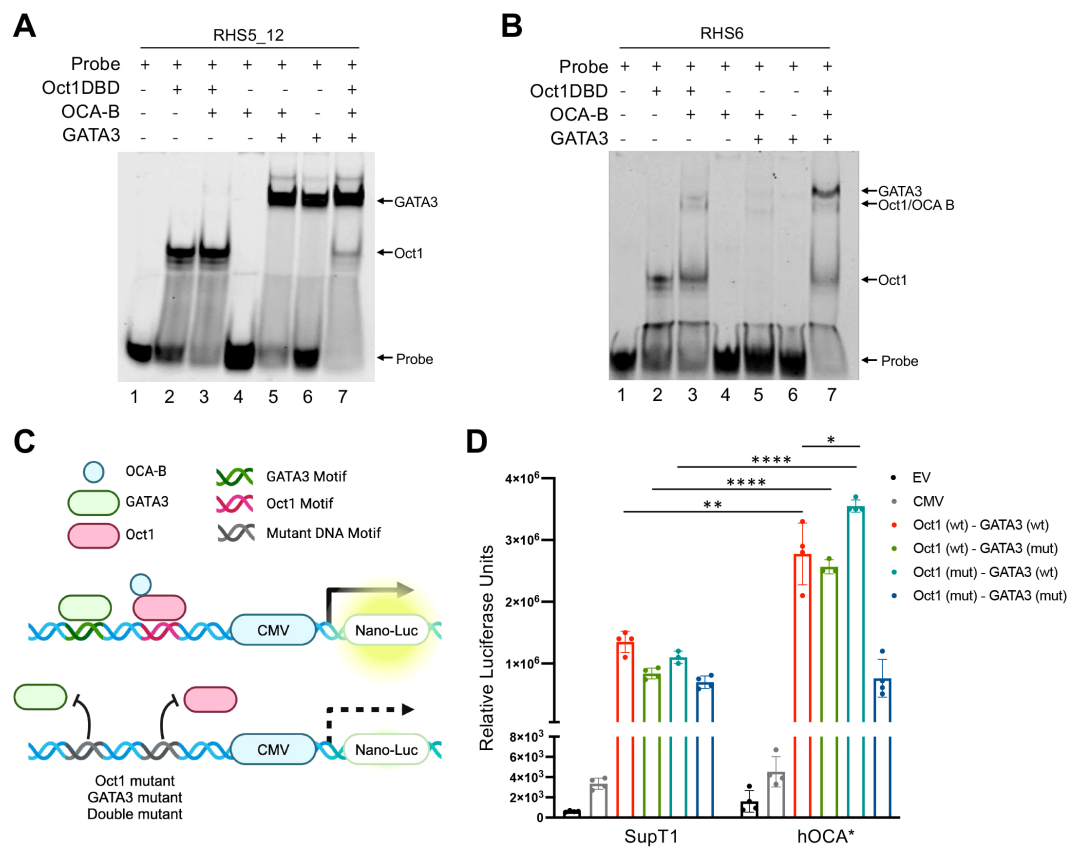 A
RHS5_12
Probe + + + + + + +
Oct1DBD - + + - - - +
OCA-B - - + + + - +
GATA3 - - - - + + +
GATA3
Oct1
Probe
1 2 3 4 5 6 7
B
RHS6
Probe + + + + + + +
Oct1DBD - + + - - - +
OCA-B - - + + + - +
GATA3 - - - - + + +
GATA3
Oct1/OCA B
Oct1
Probe
1 2 3 4 5 6 7
C
OCA-B
GATA3
Oct1
GATA3 Motif
Oct1 Motif
Mutant DNA Motif
CMV
Nano-Luc
CMV
Nano-Luc
Oct1 mutant
GATA3 mutant
Double mutant
D
Relative Luciferase Units
4×10⁶
3×10⁶
2×10⁶
1×10⁶
8×10³
6×10³
4×10³
2×10³
0
*
****
****
**
SupT1
hOCA*
EV
CMV
Oct1 (wt) - GATA3 (wt)
Oct1 (wt) - GATA3 (mut)
Oct1 (mut) - GATA3 (wt)
Oct1 (mut) - GATA3 (mut)